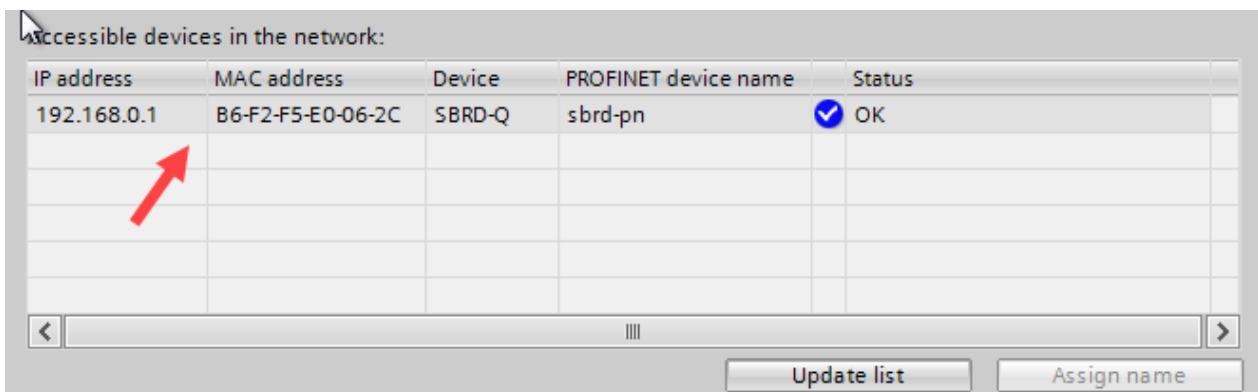 Accessible devices in the network:
IP address MAC address Device PROFINET device name Status
192.168.0.1 B6-F2-F5-E0-06-2C SBRD-Q sbrd-pn OK
Update list Assign name